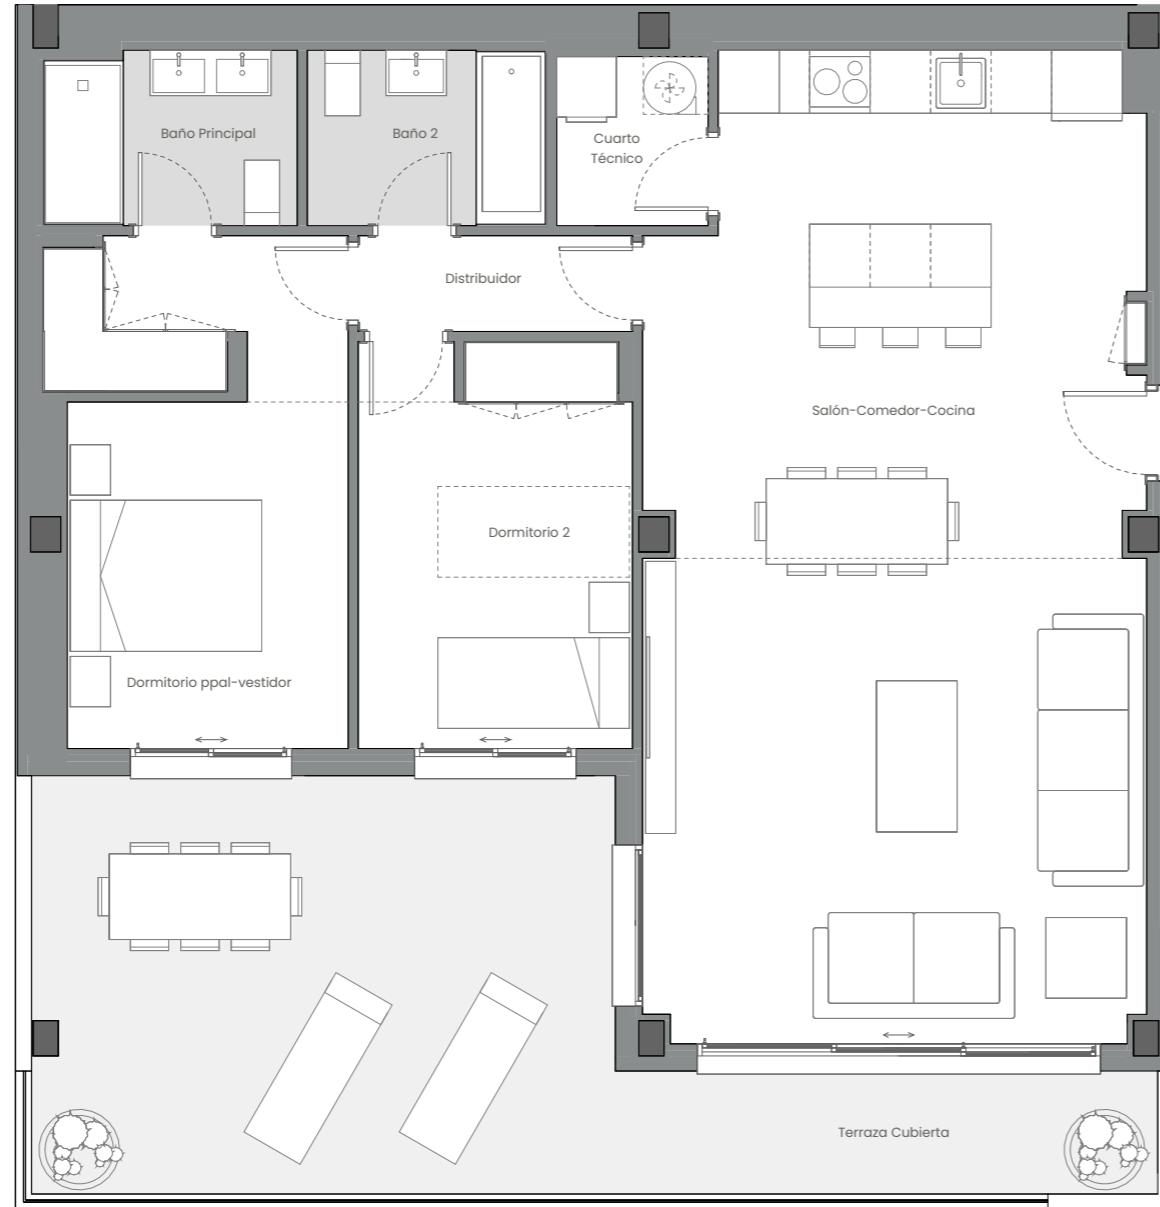 Baño Principal
Baño 2
Cuarto
Técnico
Distribuidor
Salón-Comedor-Cocina
Dormitorio 2
Dormitorio ppal-vestidor
Terraza Cubierta